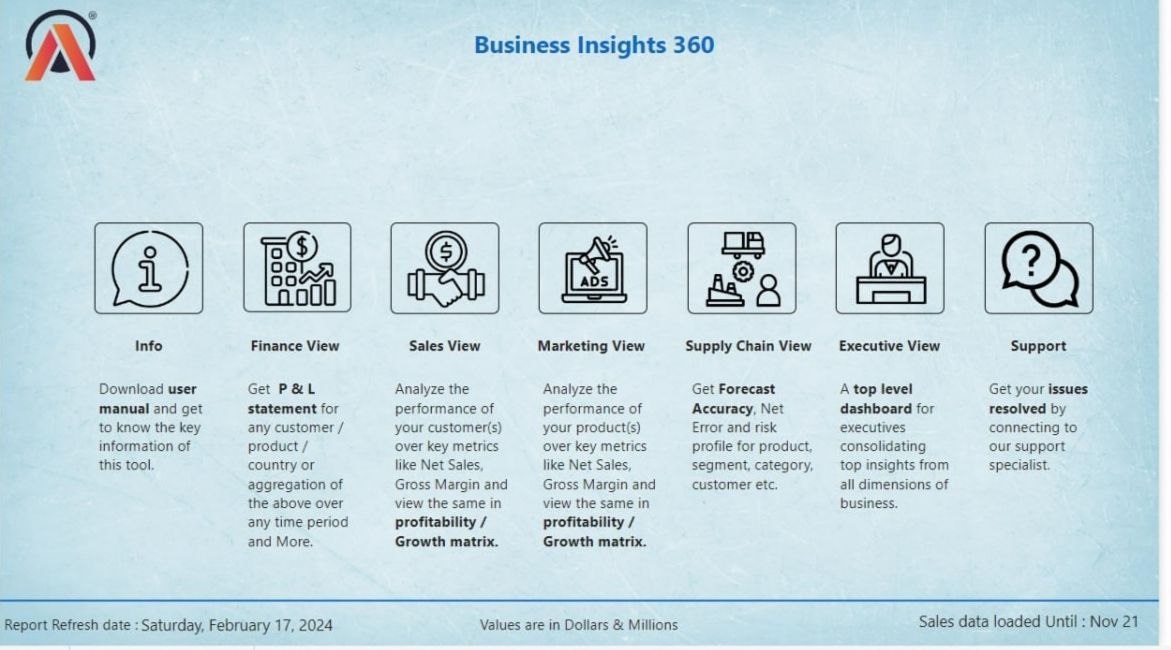 ®
Business Insights 360
ADS
Info
Download user
manual and get
to know the key
information of
this tool.
Finance View
Get P & L
statement for
any customer /
product /
country or
aggregation of
the above over
any time period
and More.
Sales View
Analyze the
performance of
your customer(s)
over key metrics
like Net Sales,
Gross Margin and
view the same in
profitability /
Growth matrix.
Marketing View
Analyze the
performance of
your product(s)
over key metrics
like Net Sales,
Gross Margin and
view the same in
profitability /
Growth matrix.
Supply Chain View
Get Forecast
Accuracy, Net
Error and risk
profile for product,
segment, category,
customer etc.
Executive View
A top level
dashboard for
executives
consolidating
top insights from
all dimensions of
business.
Support
Get your issues
resolved by
connecting to
our support
specialist.
Report Refresh date : Saturday, February 17, 2024
Values are in Dollars & Millions
Sales data loaded Until : Nov 21